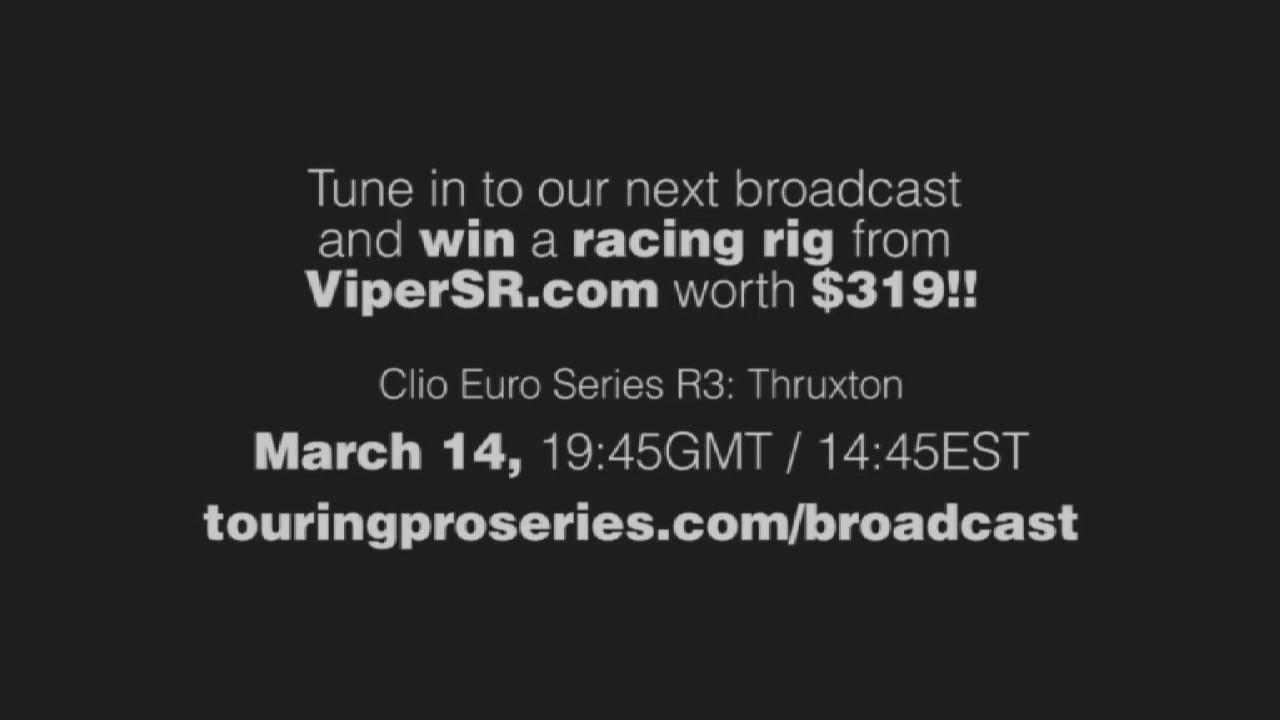 Tune in to our next broadcast
and win a racing rig from
ViperSR.com worth $319!!
Clio Euro Series R3: Thruxton
March 14, 19:45GMT / 14:45EST
touringproseries.com/broadcast